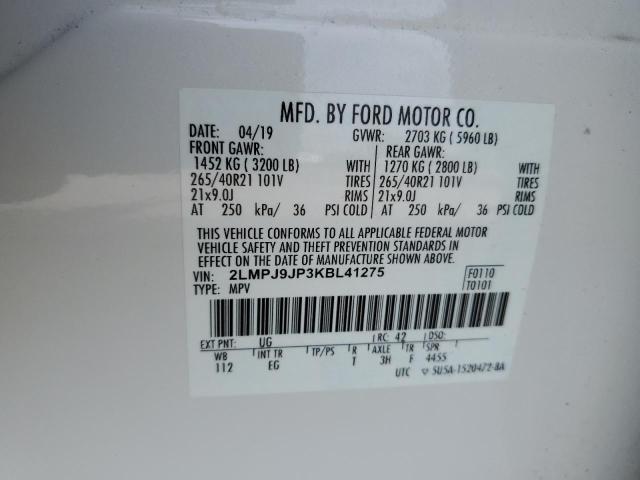 MFD. BY FORD MOTOR CO.
DATE: 04/19 GVWR: 2703 KG ( 5960 LB)
FRONT GAWR: REAR GAWR:
1452 KG ( 3200 LB) WITH 1270 KG ( 2800 LB) WITH
265/40R21 101V TIRES 265/40R21 101V TIRES
21x9.0J RIMS 21x9.0J RIMS
AT 250 kPa/ 36 PSI COLD AT 250 kPa/ 36 PSI COLD
THIS VEHICLE CONFORMS TO ALL APPLICABLE FEDERAL MOTOR
VEHICLE SAFETY AND THEFT PREVENTION STANDARDS IN
EFFECT ON THE DATE OF MANUFACTURE SHOWN ABOVE.
VIN: 2LMPJ9JP3KBL41275 F0110
TYPE: MPV T0101
EXT PNT: UG RC: 42 DSO:
WB INT TR TP/PS R AXLE TR SPR
112 EG 1 3H F 4455
UTC 5U5A-1520472-BA